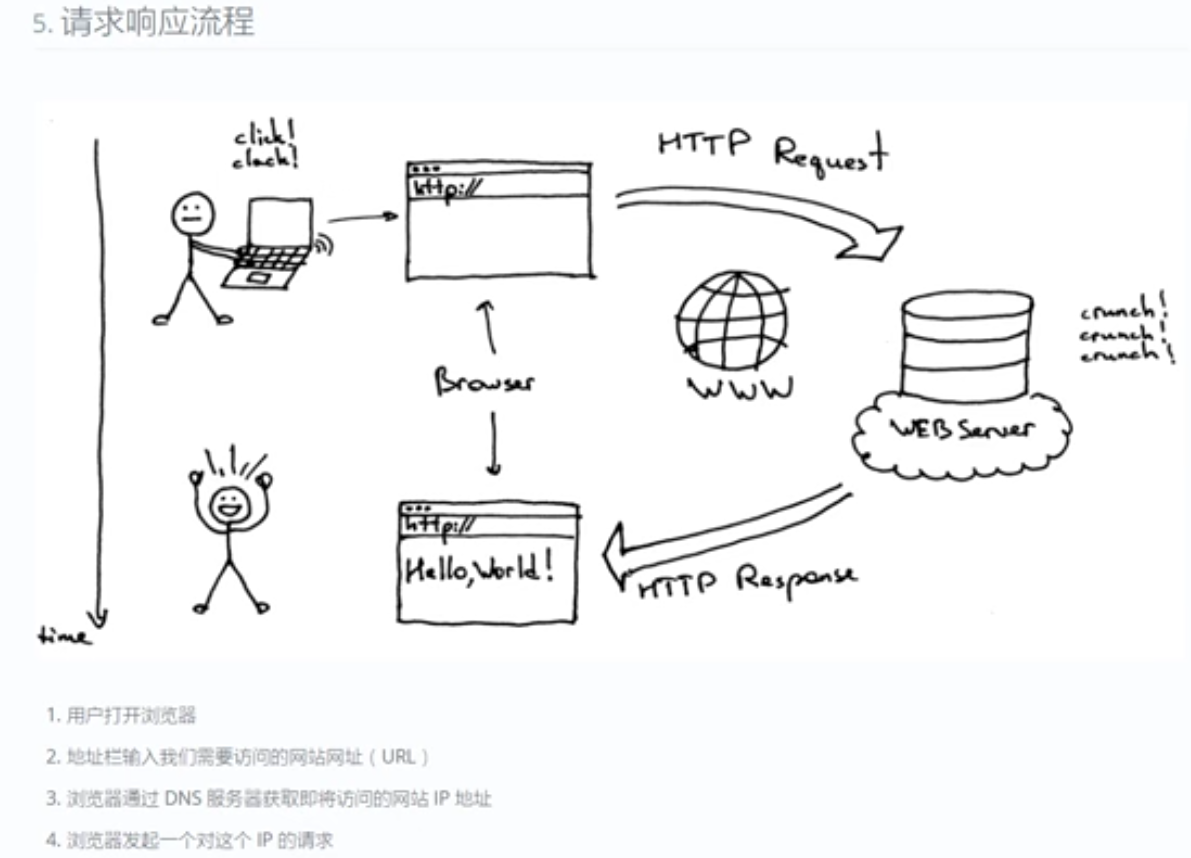 5. 请求响应流程
click!
clack!
HTTP Request
http://
crunch!
crunch!
crunch!
Browser
WWW
WEB Server
http://
Hello, World!
HTTP Response
time
1. 用户打开浏览器
2. 地址栏输入我们需要访问的网站网址（URL）
3. 浏览器通过 DNS 服务器获取即将访问的网站 IP 地址
4. 浏览器发起一个对这个 IP 的请求